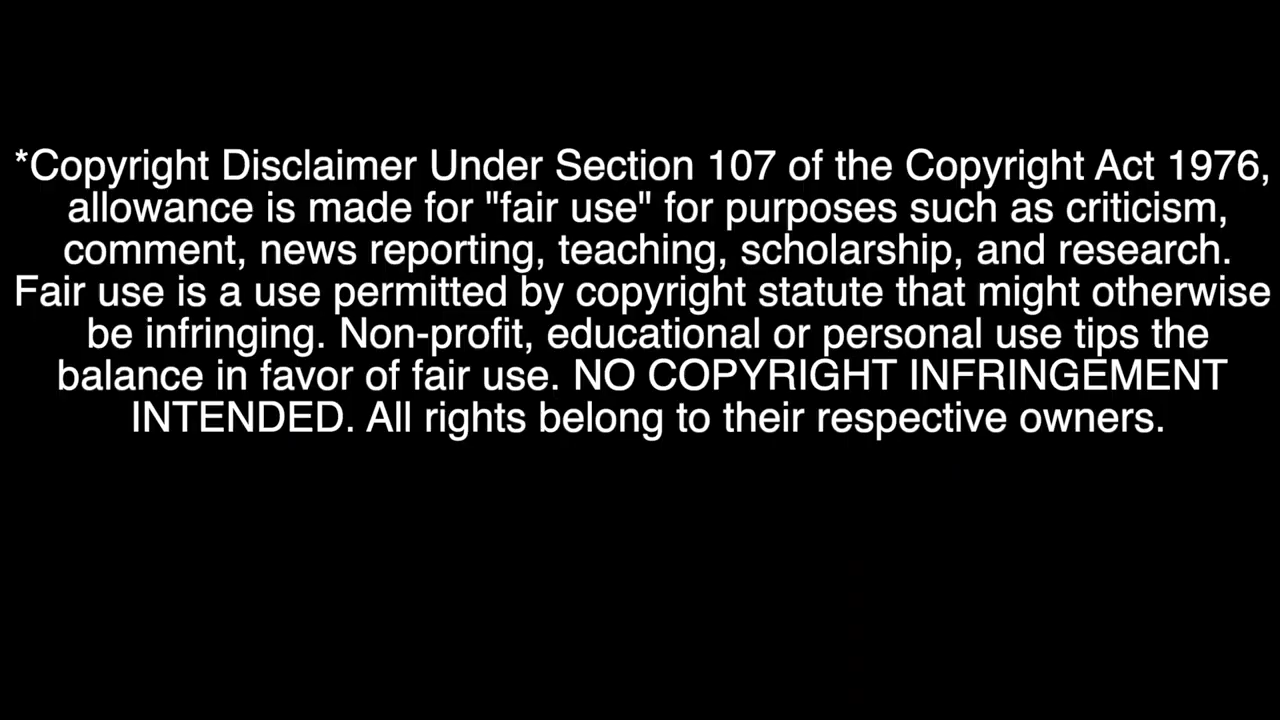 *Copyright Disclaimer Under Section 107 of the Copyright Act 1976,
allowance is made for "fair use" for purposes such as criticism,
comment, news reporting, teaching, scholarship, and research.
Fair use is a use permitted by copyright statute that might otherwise
be infringing. Non-profit, educational or personal use tips the
balance in favor of fair use. NO COPYRIGHT INFRINGEMENT
INTENDED. All rights belong to their respective owners.